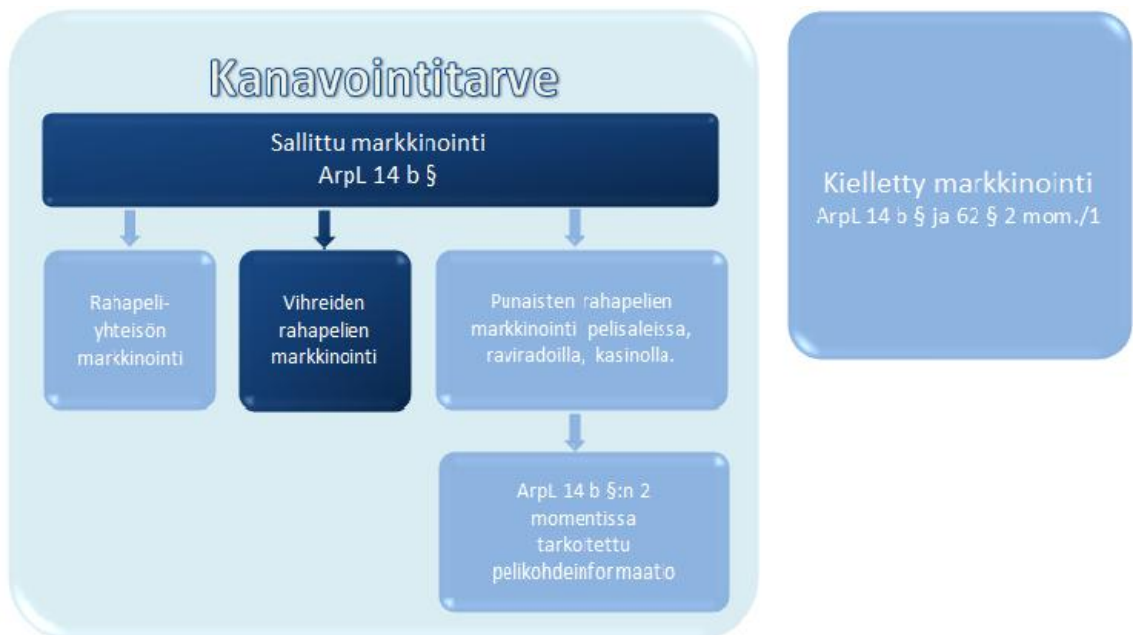 Kanavointitarve
Sallittu markkinointi
ArpL 14 b §
Rahapeli-
yhteisön
markkinointi
Vihreiden
rahapelien
markkinointi
Punaisten rahapelien
markkinointi pelisaleissa,
raviradoilla, kasinolla.
ArpL 14 b §:n 2
momentissa
tarkoitettu
pelikohdeinformaatio
Kielletty markkinointi
ArpL 14 b § ja 62 § 2 mom./1